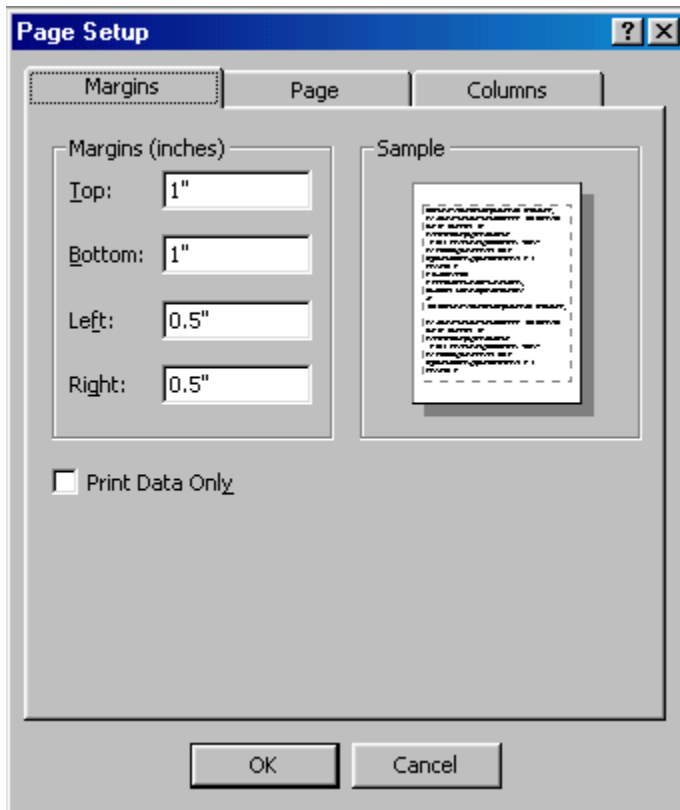 Page Setup
Margins Page Columns
Margins (inches) Sample
Top: 1"
Bottom: 1"
Left: 0.5"
Right: 0.5"
Print Data Only
OK Cancel